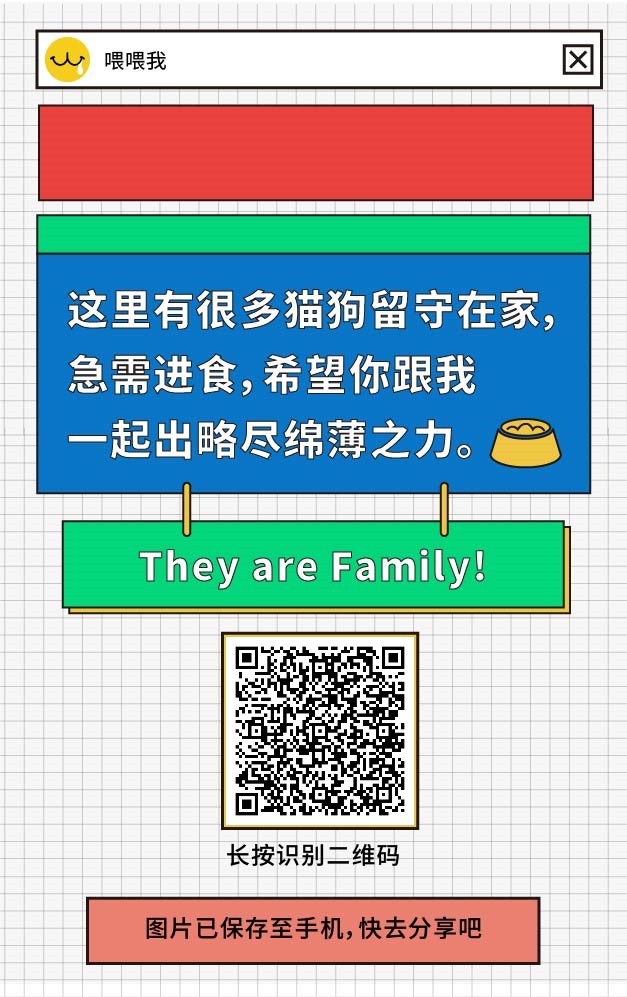 喂喂我
这里有很多猫狗留守在家，
急需进食，希望你跟我
一起出略尽绵薄之力。
They are Family!
长按识别二维码
图片已保存至手机，快去分享吧